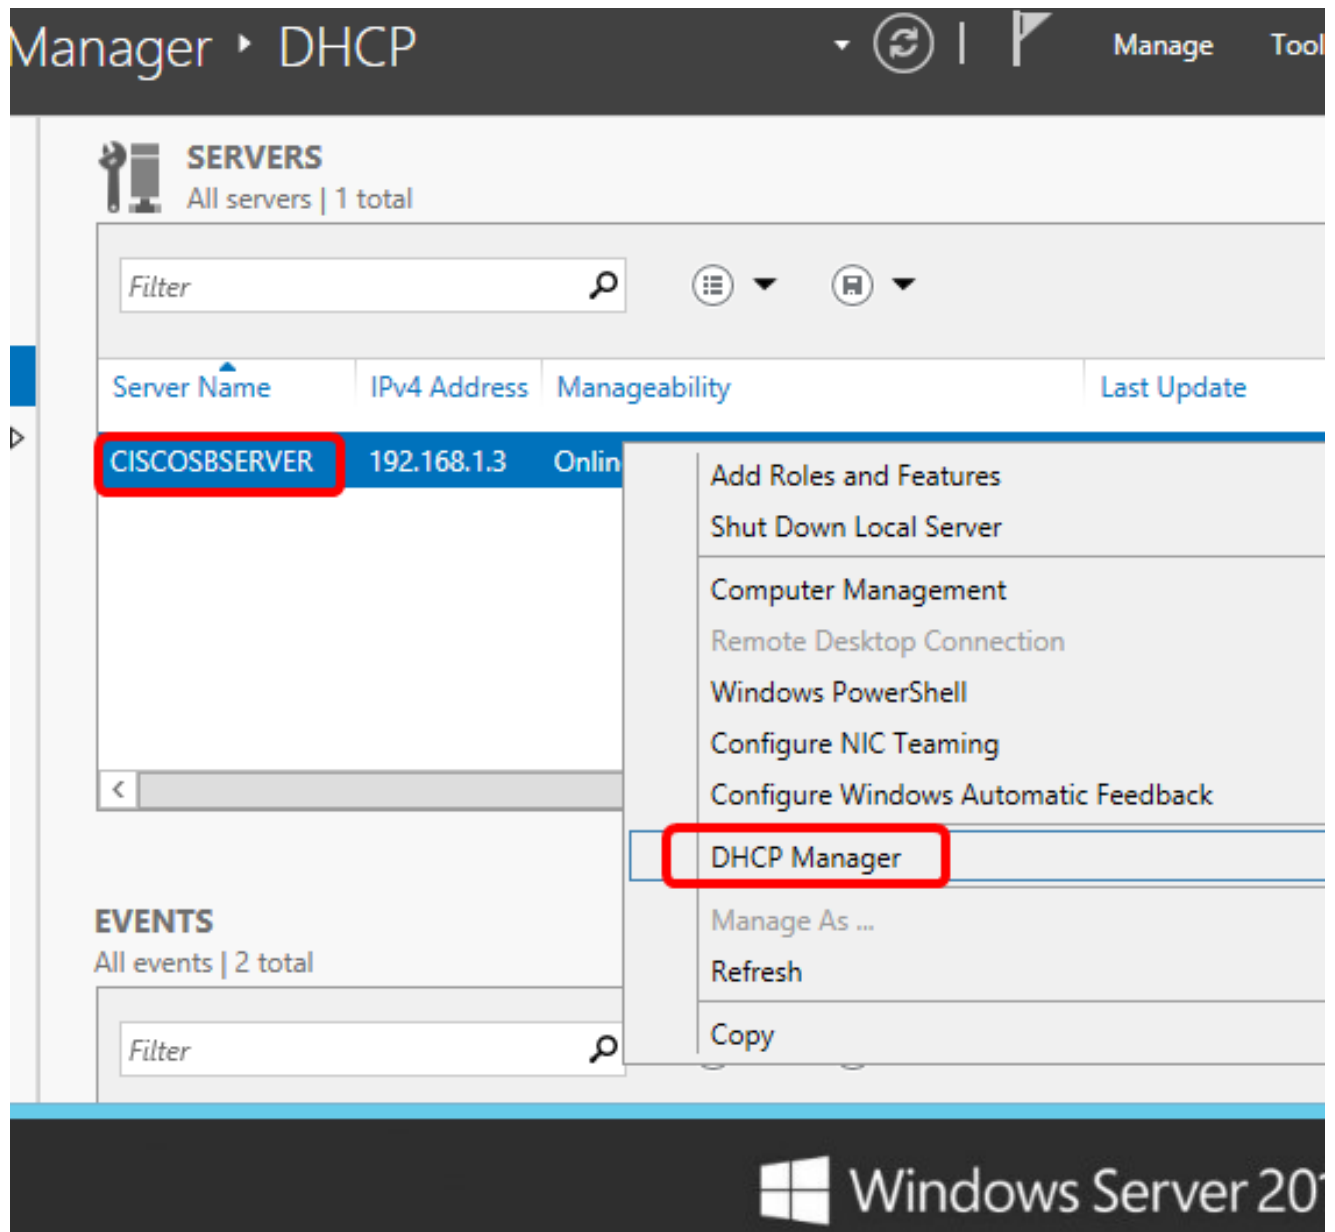 Manager ‣ DHCP
Manage
Tool
SERVERS
All servers | 1 total
Filter
Server Name IPv4 Address Manageability Last Update
CISCOSBSERVER 192.168.1.3 Onlin
Add Roles and Features
Shut Down Local Server
Computer Management
Remote Desktop Connection
Windows PowerShell
Configure NIC Teaming
Configure Windows Automatic Feedback
DHCP Manager
Manage As ...
Refresh
Copy
EVENTS
All events | 2 total
Filter
Windows Server 201